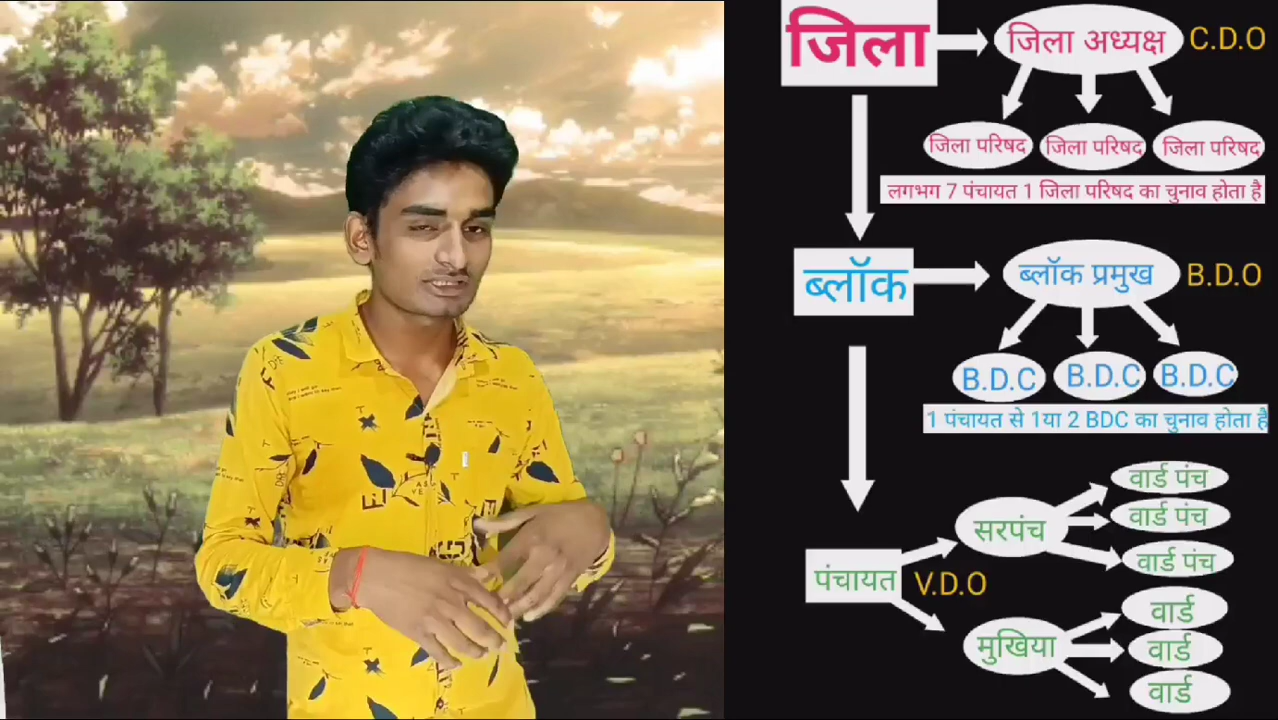 जिला
जिला अध्यक्ष
C.D.O
जिला परिषद
जिला परिषद
जिला परिषद
लगभग 7 पंचायत 1 जिला परिषद का चुनाव होता है
ब्लॉक
ब्लॉक प्रमुख
B.D.O
B.D.C
B.D.C
B.D.C
1 पंचायत से 1या 2 BDC का चुनाव होता है
पंचायत
V.D.O
सरपंच
वार्ड पंच
वार्ड पंच
वार्ड पंच
मुखिया
वार्ड
वार्ड
वार्ड